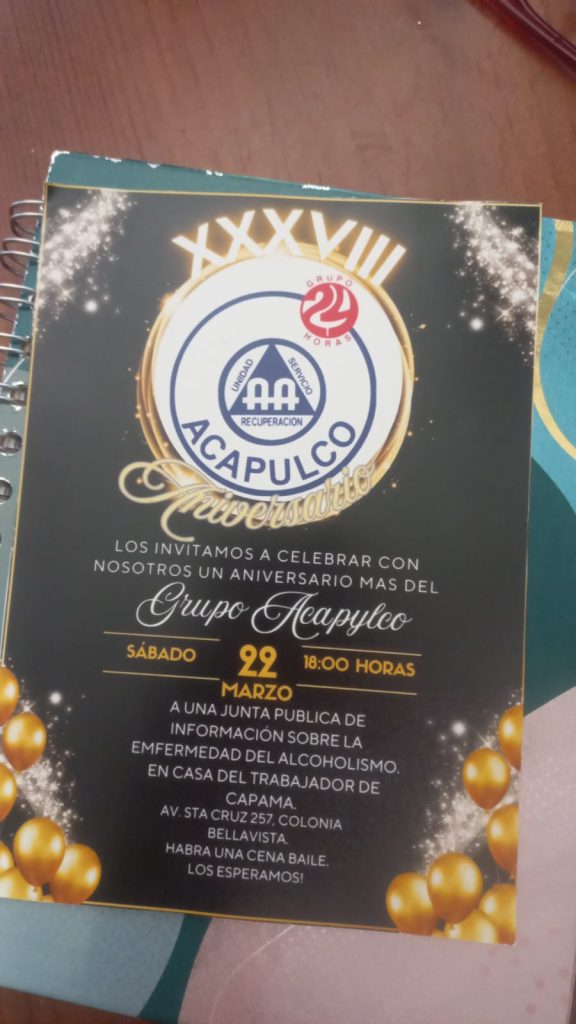 XXXVIII
GRUPO
24
HORAS
UNIDAD
SERVICIO
AA
RECUPERACION
ACAPULCO
Aniversario
LOS INVITAMOS A CELEBRAR CON
NOSOTROS UN ANIVERSARIO MAS DEL
Grupo Acapylco
SÁBADO
22
18:00 HORAS
MARZO
A UNA JUNTA PUBLICA DE
INFORMACIÓN SOBRE LA
EMFERMEDAD DEL ALCOHOLISMO.
EN CASA DEL TRABAJADOR DE
CAPAMA.
AV. STA CRUZ 257, COLONIA
BELLAVISTA.
HABRA UNA CENA BAILE.
LOS ESPERAMOS!